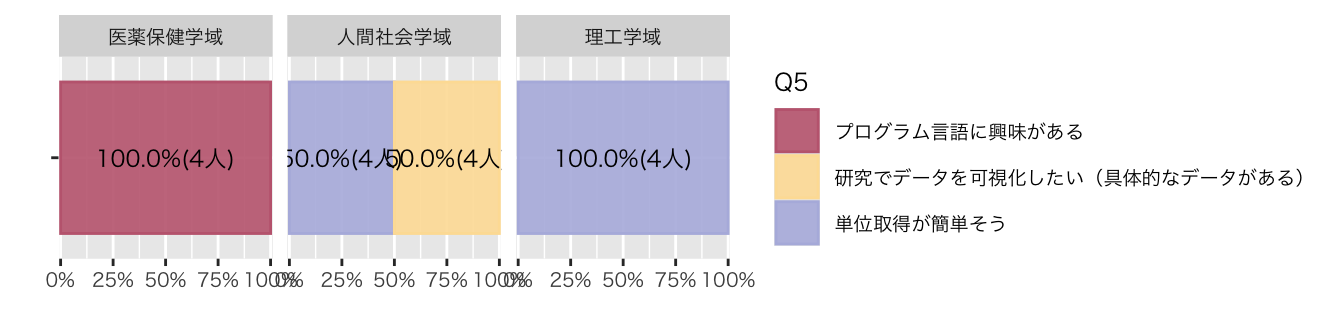 医薬保健学域
人間社会学域
理工学域
100.0%(4人)
50.0%(4人)
50.0%(4人)
100.0%(4人)
0% 25% 50% 75% 100%
0% 25% 50% 75% 100%
0% 25% 50% 75% 100%
Q5
プログラム言語に興味がある
研究でデータを可視化したい（具体的なデータがある）
単位取得が簡単そう